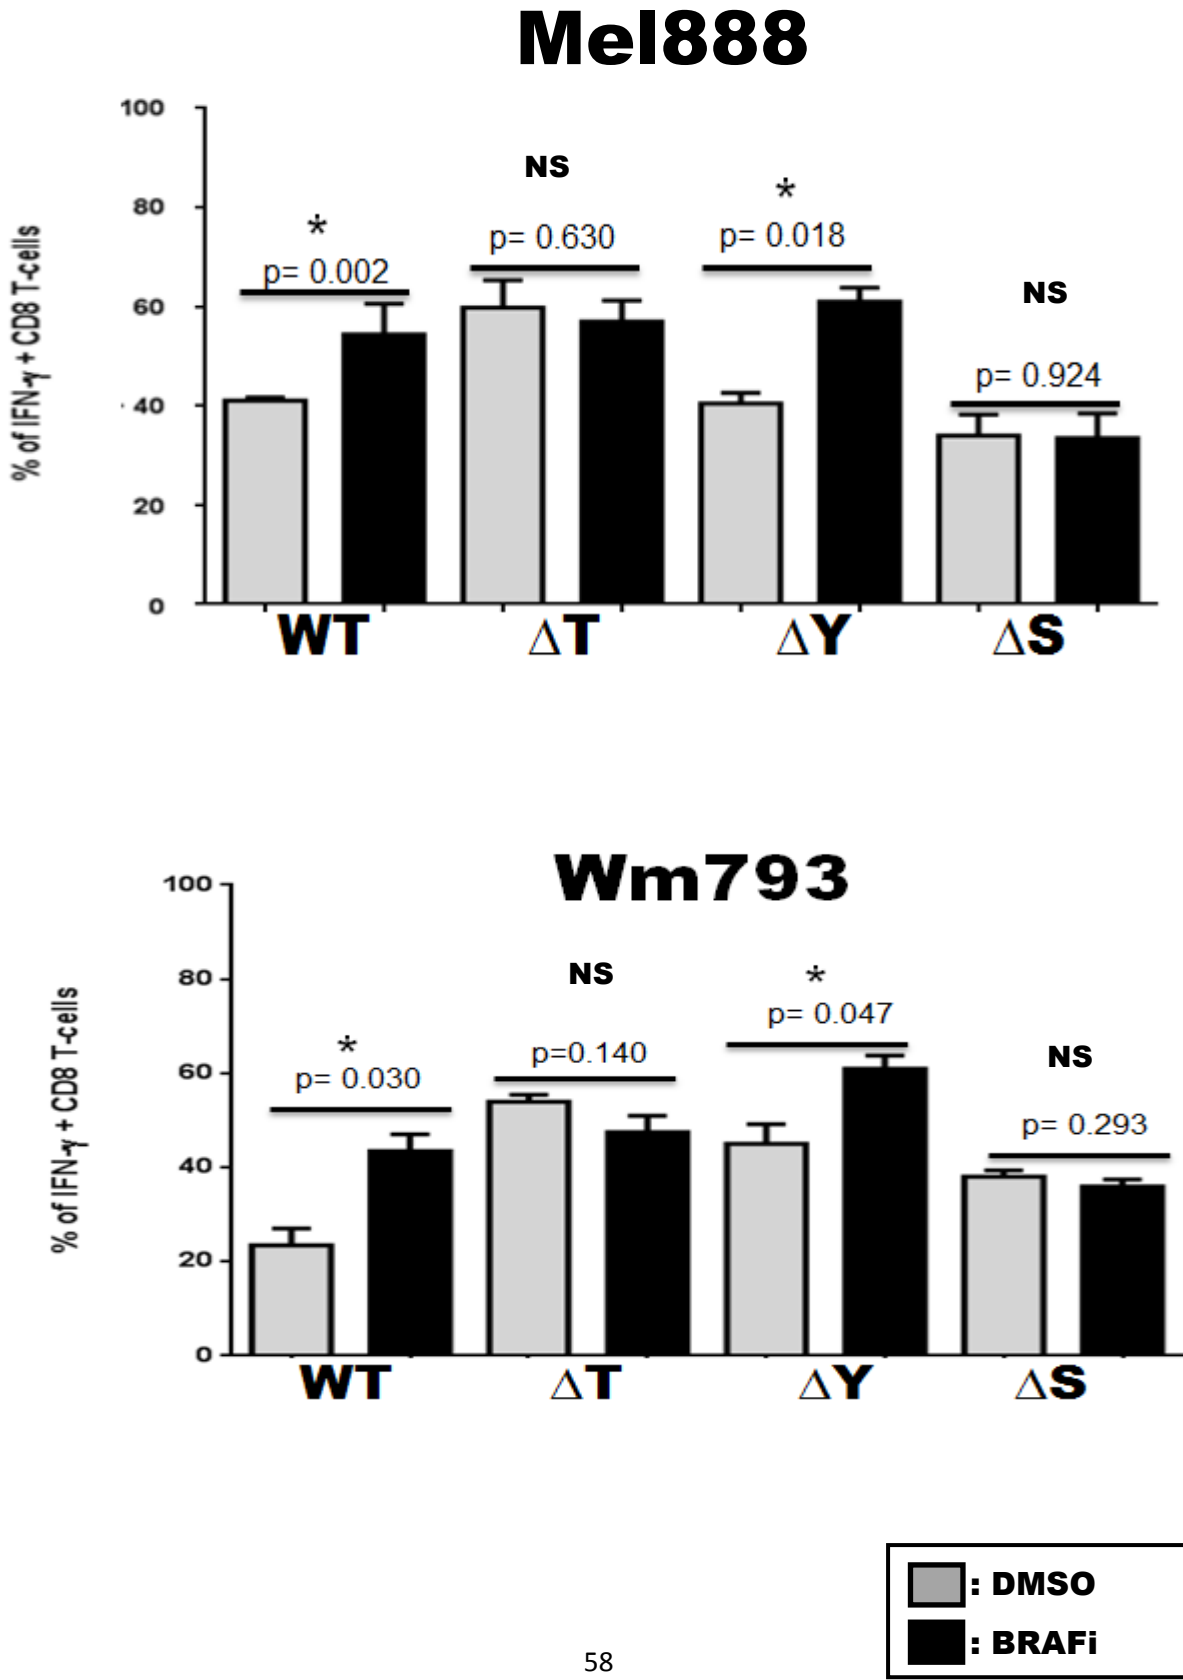 Mel888
% of IFN-γ + CD8 T-cells
100
80
60
40
20
0
*
p= 0.002
NS
p= 0.630
*
p= 0.018
NS
p= 0.924
WT ΔT ΔY ΔS
Wm793
% of IFN-γ + CD8 T-cells
100
80
60
40
20
0
*
p= 0.030
NS
p=0.140
*
p= 0.047
NS
p= 0.293
WT ΔT ΔY ΔS
: DMSO
: BRAFi
58